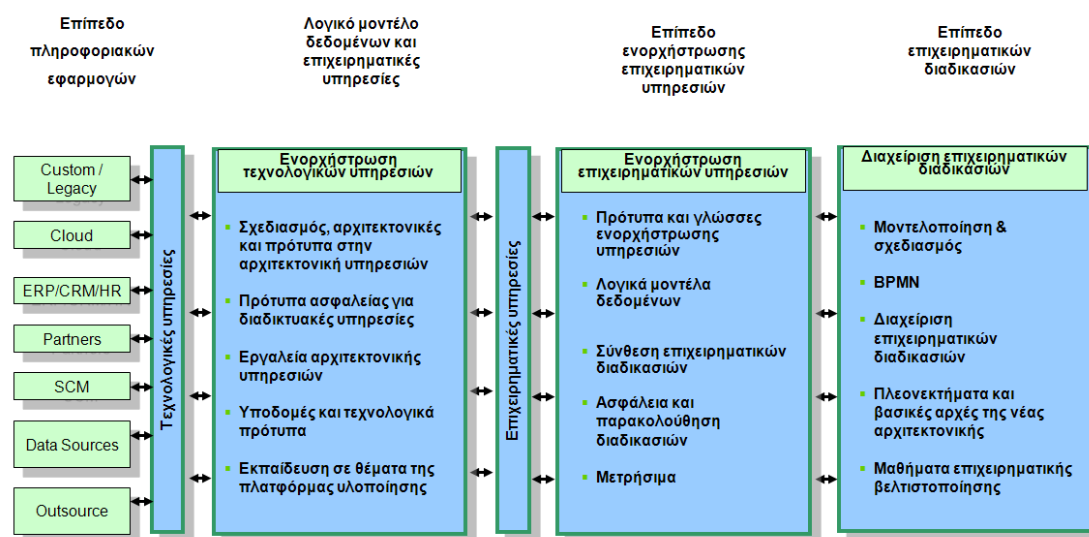 Επίπεδο
πληροφοριακών
εφαρμογών
Λογικό μοντέλο
δεδομένων και
επιχειρηματικές
υπηρεσίες
Επίπεδο
ενορχήστρωσης
επιχειρηματικών
υπηρεσιών
Επίπεδο
επιχειρηματικών
διαδικασιών
Custom /
Legacy
Cloud
ERP/CRM/HR
Partners
SCM
Data Sources
Outsource
Τεχνολογικές υπηρεσίες
Ενορχήστρωση
τεχνολογικών υπηρεσιών
Σχεδιασμός, αρχιτεκτονικές
και πρότυπα στην
αρχιτεκτονική υπηρεσιών
Πρότυπα ασφαλείας για
διαδικτυακές υπηρεσίες
Εργαλεία αρχιτεκτονικής
υπηρεσιών
Υποδομές και τεχνολογικά
πρότυπα
Εκπαίδευση σε θέματα της
πλατφόρμας υλοποίησης
Επιχειρηματικές υπηρεσίες
Ενορχήστρωση
επιχειρηματικών υπηρεσιών
Πρότυπα και γλώσσες
ενορχήστρωσης
υπηρεσιών
Λογικά μοντέλα
δεδομένων
Σύνθεση επιχειρηματικών
διαδικασιών
Ασφάλεια και
παρακολούθηση
διαδικασιών
Μετρήσιμα
Διαχείριση επιχειρηματικών
διαδικασιών
Μοντελοποίηση &
σχεδιασμός
BPMN
Διαχείριση
επιχειρηματικών
διαδικασιών
Πλεονεκτήματα και
βασικές αρχές της νέας
αρχιτεκτονικής
Μαθήματα επιχειρηματικής
βελτιστοποίησης